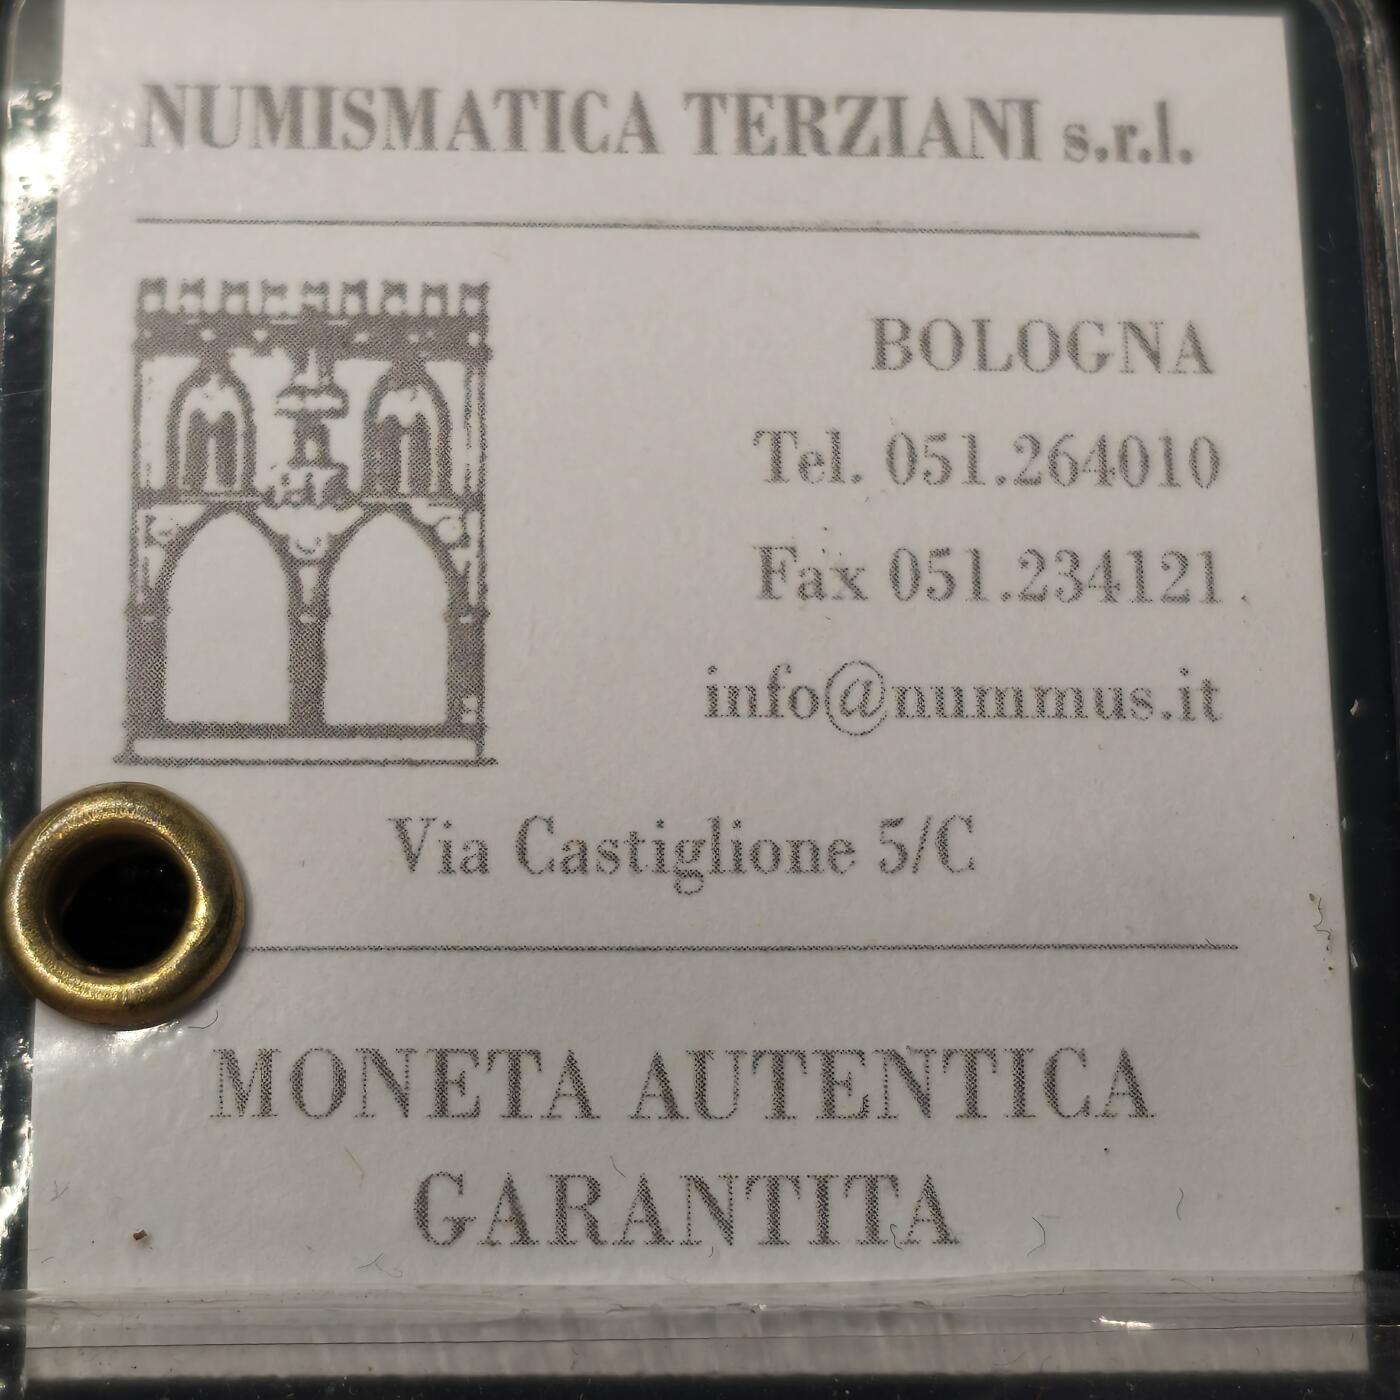 NUMISMATICA TERZIANI s.r.l.
BOLOGNA
Tel. 051.264010
Fax 051.234121
info@nummus.it
Via Castiglione 5/C
MONETA AUTENTICA
GARANTITA